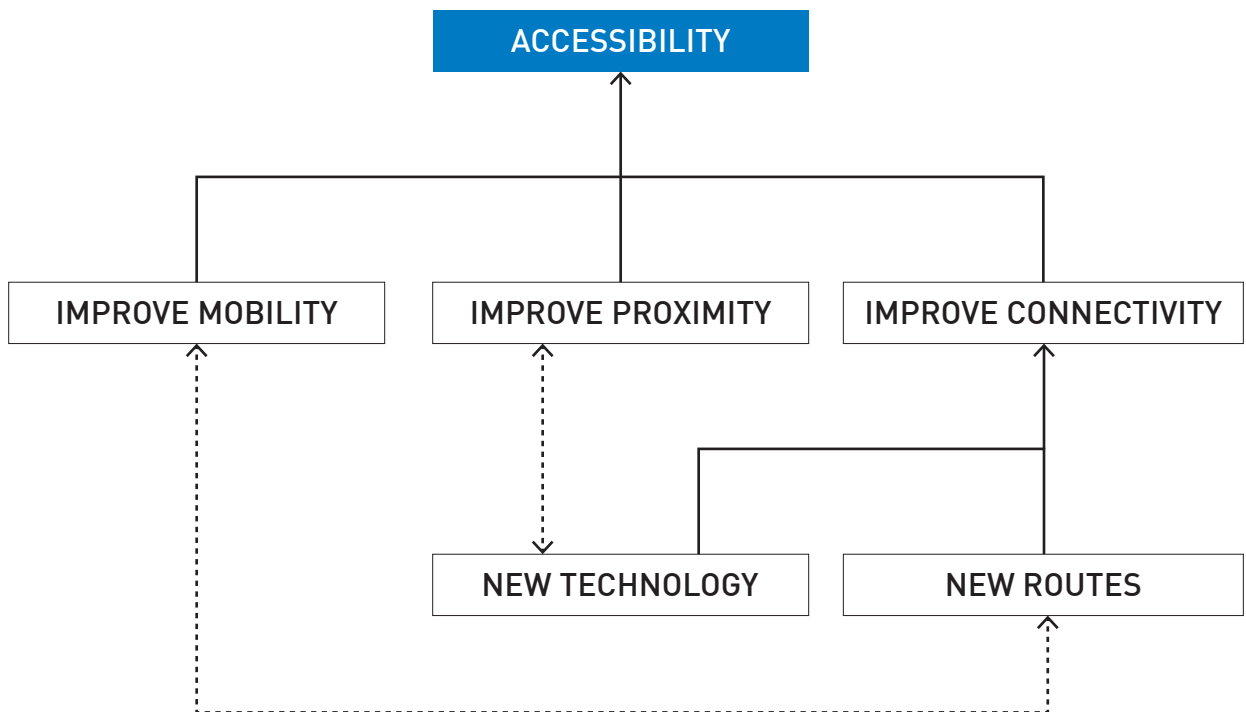 ACCESSIBILITY
IMPROVE MOBILITY
IMPROVE PROXIMITY
IMPROVE CONNECTIVITY
NEW TECHNOLOGY
NEW ROUTES